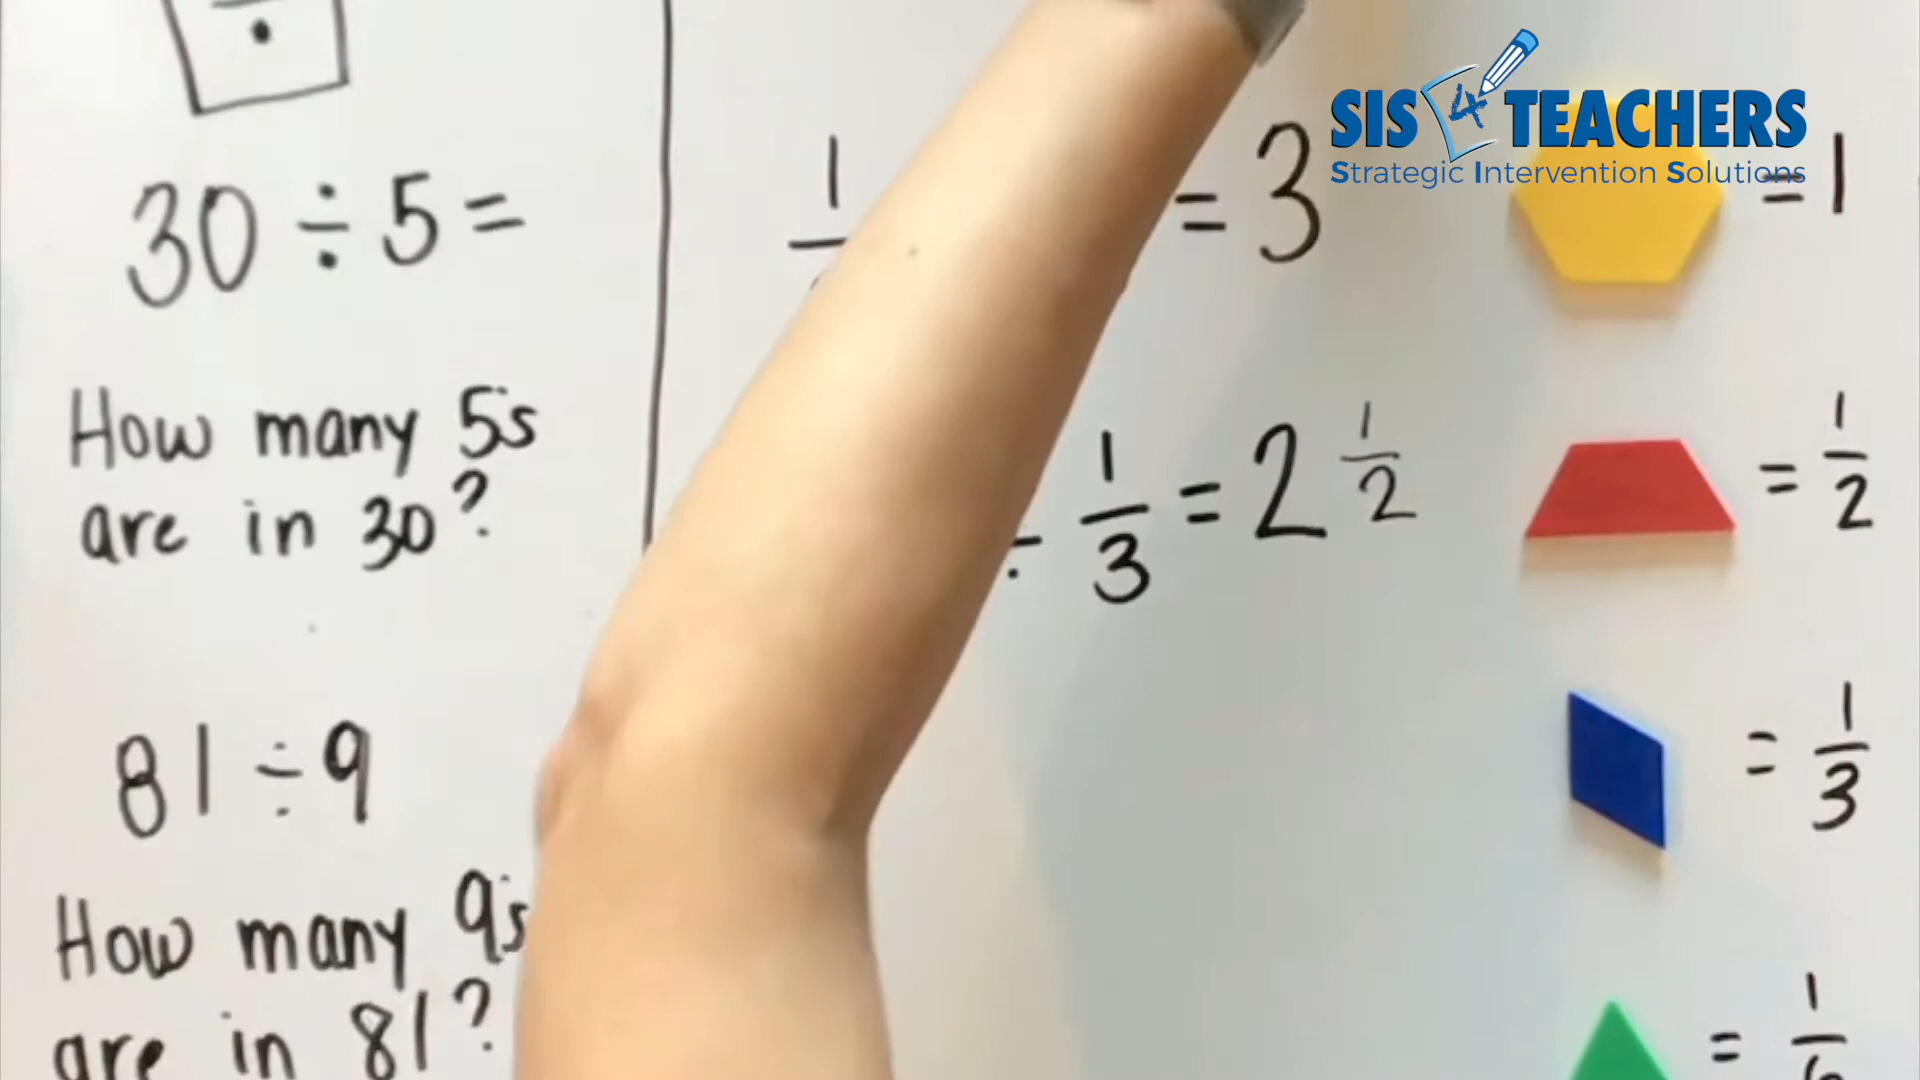 30 ÷ 5 =
How many 5s
are in 30?
81 ÷ 9
How many 9s
are in 81?
1
= 3
÷ 1/3 = 2 1/2
SIS 4 TEACHERS
Strategic Intervention Solutions
= 1
= 1/2
= 1/3
= 1/6